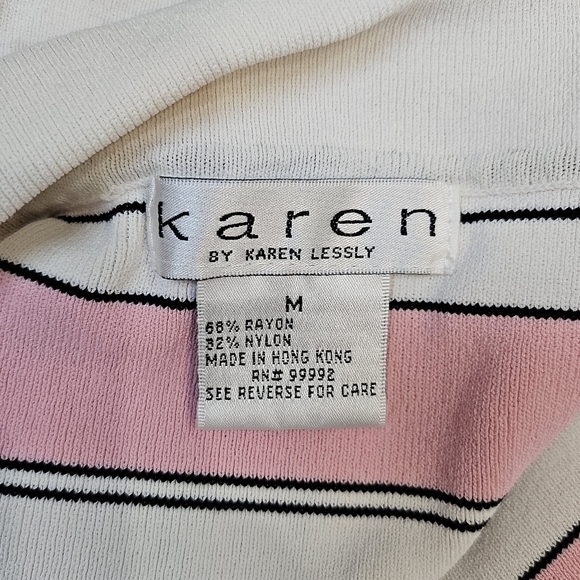 karen
BY KAREN LESSLY
M
68% RAYON
32% NYLON
MADE IN HONG KONG
RN# 99992
SEE REVERSE FOR CARE